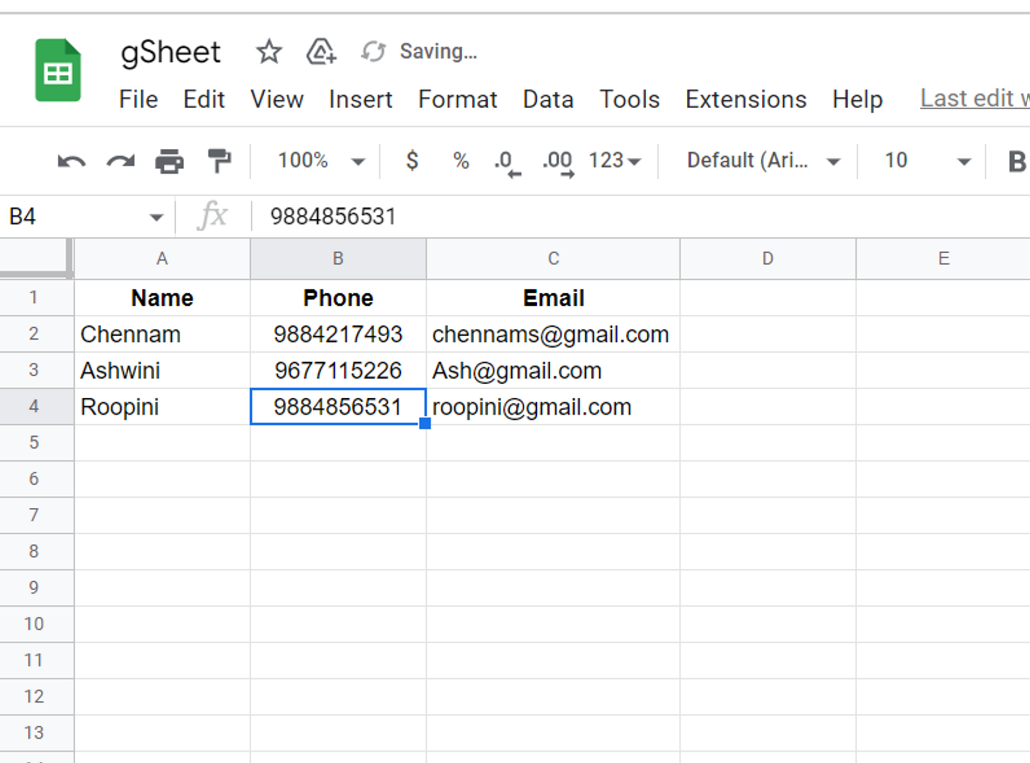 gSheet Saving...
File Edit View Insert Format Data Tools Extensions Help Last edit
100% $ % .0 .00 123 Default (Ari... 10 B
B4 fx 9884856531
A B C D E
1 Name Phone Email
2 Chennam 9884217493 chennams@gmail.com
3 Ashwini 9677115226 Ash@gmail.com
4 Roopini 9884856531 roopini@gmail.com
5
6
7
8
9
10
11
12
13